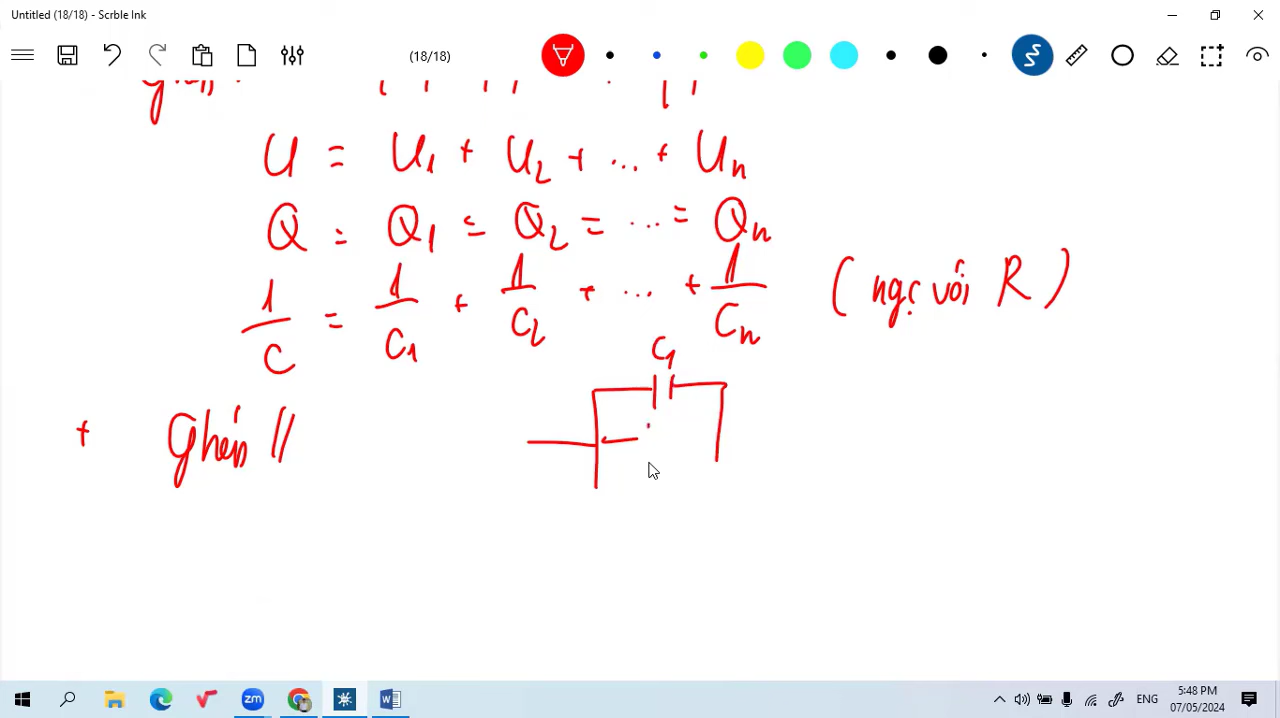 Untitled (18/18) - Scrble Ink
(18/18)
U = U1 + U2 + ... + Un
Q = Q1 = Q2 = ... = Qn
1/C = 1/C1 + 1/C2 + ... + 1/Cn (ngc với R)
C1
+ Ghép //
zm
ENG
5:48 PM
07/05/2024